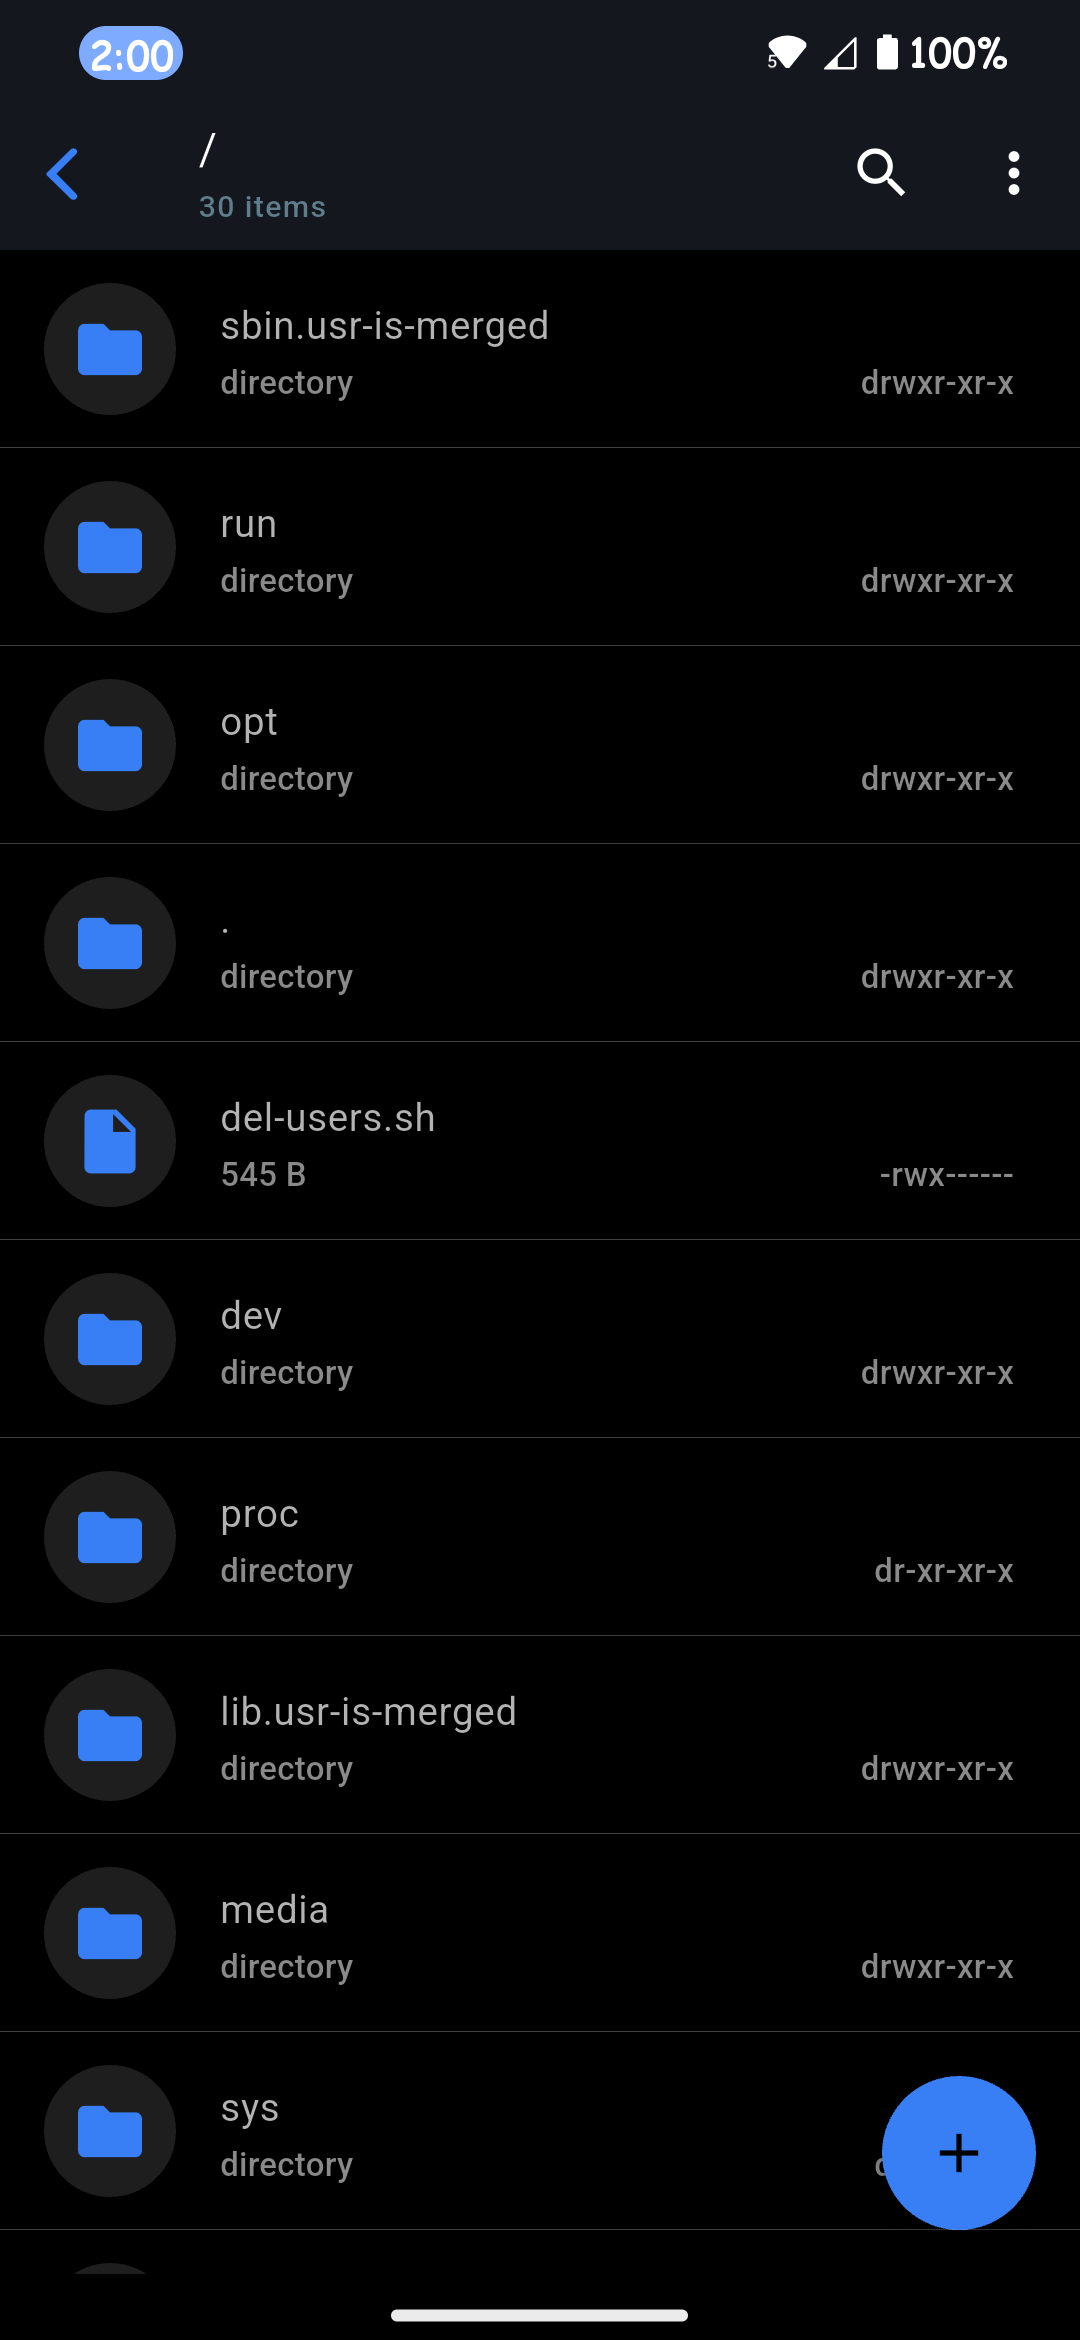 2:00
5
100%
/
30 items
sbin.usr-is-merged
directory drwxr-xr-x
run
directory drwxr-xr-x
opt
directory drwxr-xr-x
.
directory drwxr-xr-x
del-users.sh
545 B -rwx------
dev
directory drwxr-xr-x
proc
directory dr-xr-xr-x
lib.usr-is-merged
directory drwxr-xr-x
media
directory drwxr-xr-x
sys
directory